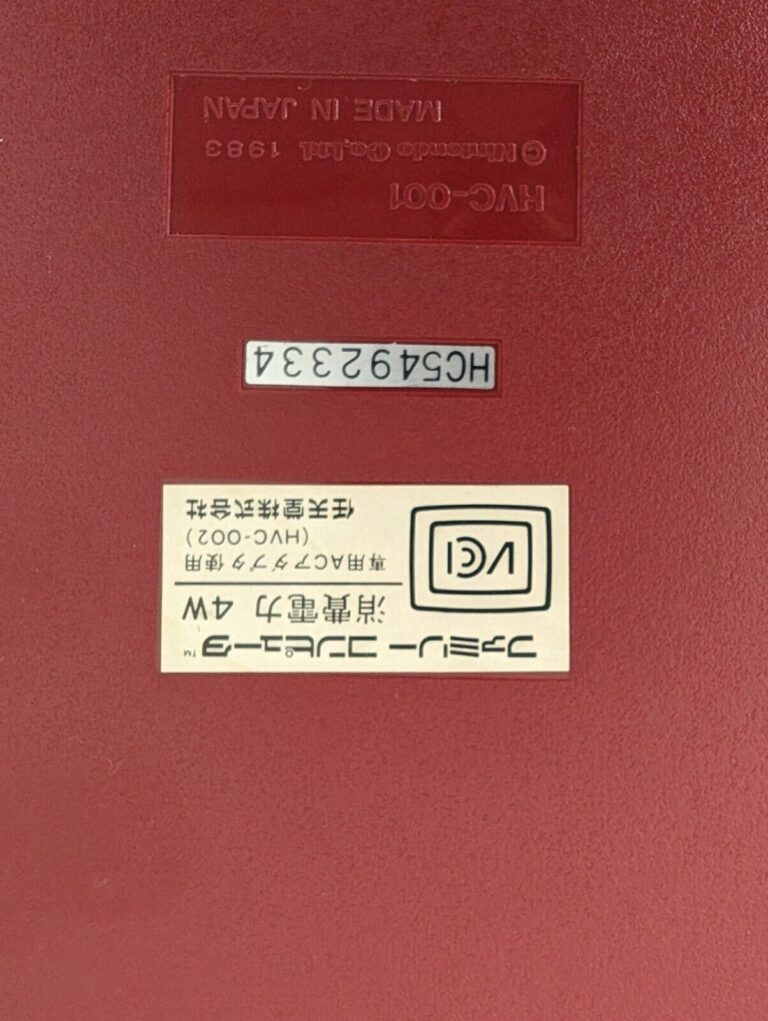 HVC-001
© Nintendo Co.,Ltd. 1983
MADE IN JAPAN
HC5492334
ファミリー コンピュータ™
消費電力 4W
専用ACアダプタ使用
(HVC-002)
任天堂株式会社
VCI